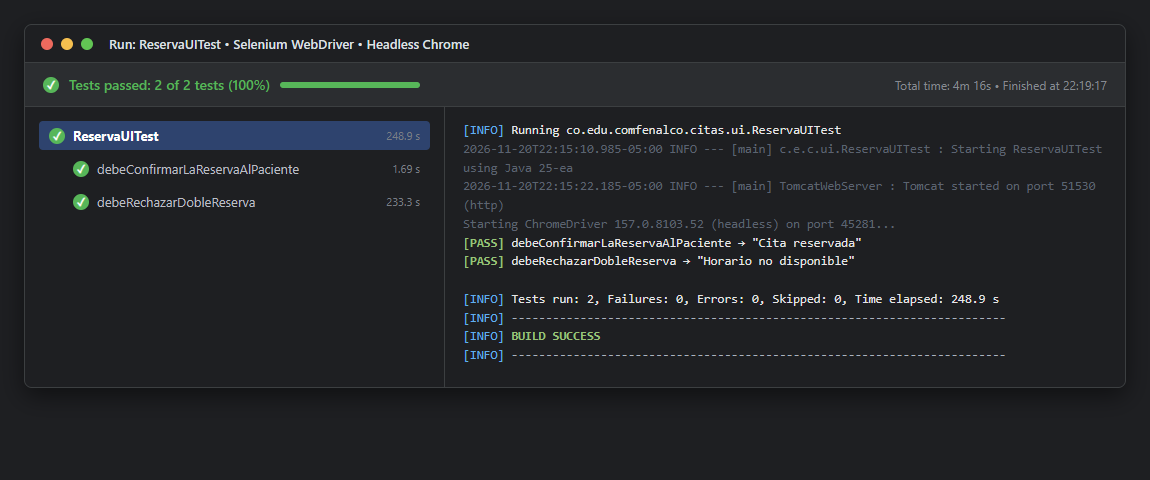 Run: ReservaUITest • Selenium WebDriver • Headless Chrome
Tests passed: 2 of 2 tests (100%)
Total time: 4m 16s • Finished at 22:19:17
ReservaUITest 248.9 s
debeConfirmarLaReservaAlPaciente 1.69 s
debeRechazarDobleReserva 233.3 s
[INFO] Running co.edu.comfenalco.citas.ui.ReservaUITest
2026-11-20T22:15:10.985-05:00 INFO --- [main] c.e.c.ui.ReservaUITest : Starting ReservaUITest
using Java 25-ea
2026-11-20T22:15:22.185-05:00 INFO --- [main] TomcatWebServer : Tomcat started on port 51530
(http)
Starting ChromeDriver 157.0.8103.52 (headless) on port 45281...
[PASS] debeConfirmarLaReservaAlPaciente → "Cita reservada"
[PASS] debeRechazarDobleReserva → "Horario no disponible"
[INFO] Tests run: 2, Failures: 0, Errors: 0, Skipped: 0, Time elapsed: 248.9 s
[INFO] ------------------------------------------------------------------------
[INFO] BUILD SUCCESS
[INFO] ------------------------------------------------------------------------